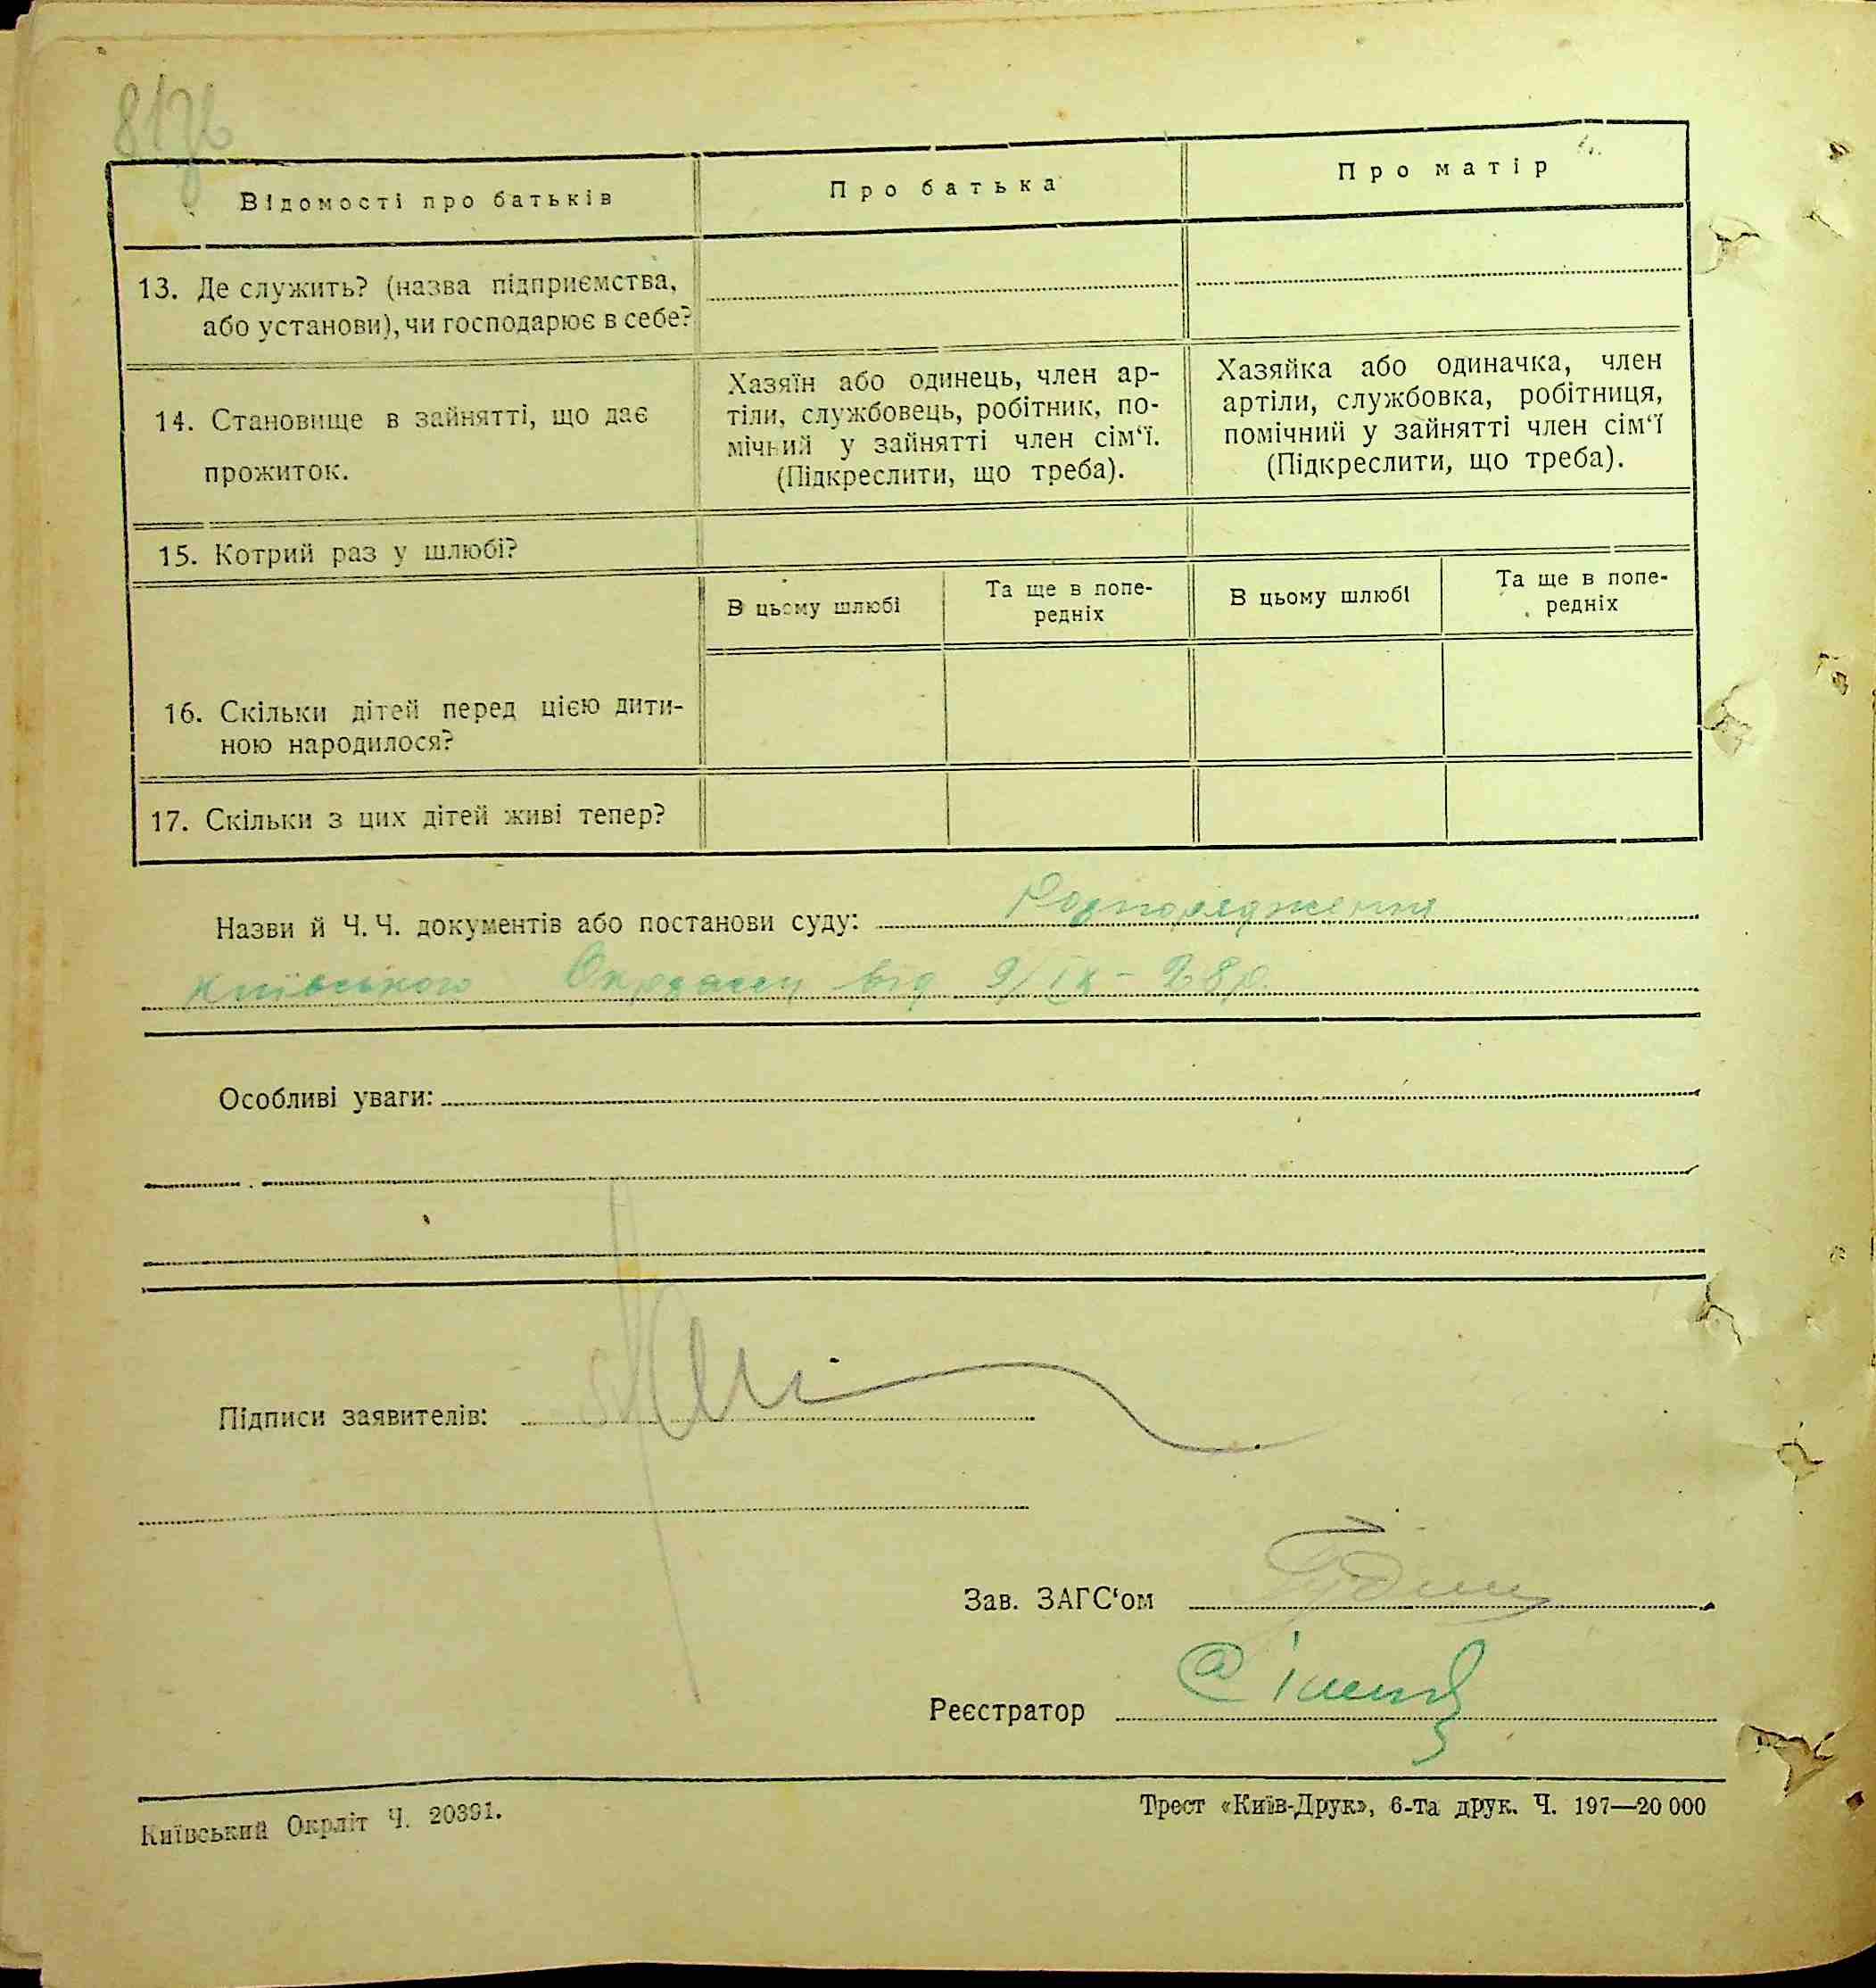 Відомості про батьків
Про батька
Про матір
13. Де служить? (назва підприємства,
або установи), чи господарює в себе?
14. Становище в зайнятті, що дає
прожиток.
Хазяїн або одинець, член ар-
тіли, службовець, робітник, по-
мічний у зайнятті член сім‘ї.
(Підкреслити, що треба).
Хазяйка або одиначка, член
артіли, службовка, робітниця,
помічний у зайнятті член сім‘ї
(Підкреслити, що треба).
15. Котрий раз у шлюбі?
В цьому шлюбі
Та ще в попе-
редніх
В цьому шлюбі
Та ще в попе-
редніх
16. Скільки дітей перед цією дити-
ною народилося?
17. Скільки з цих дітей живі тепер?
Назви й Ч. Ч. документів або постанови суду: Розпорядження
Київського Окрзагсу від 9/IX - 28 р.
Особливі уваги:
Підписи заявителів:
Зав. ЗАГС‘ом
Реєстратор
Київський Окрліт Ч. 20391.
Трест «Київ-Друк», 6-та друк. Ч. 197—20 000